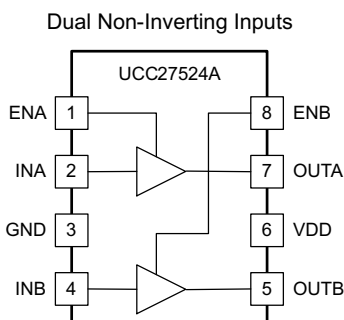 Dual Non-Inverting Inputs
UCC27524A
ENA 1 8 ENB
INA 2 7 OUTA
GND 3 6 VDD
INB 4 5 OUTB